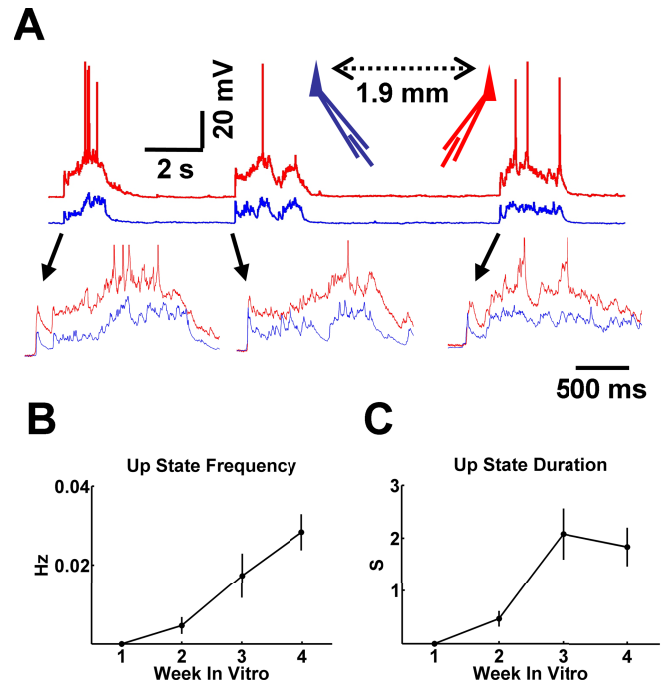 A
20 mV
2 s
1.9 mm
500 ms
B
Up State Frequency
0.04
0.02
Hz
1 2 3 4
Week In Vitro
C
Up State Duration
3
2
1
S
1 2 3 4
Week In Vitro